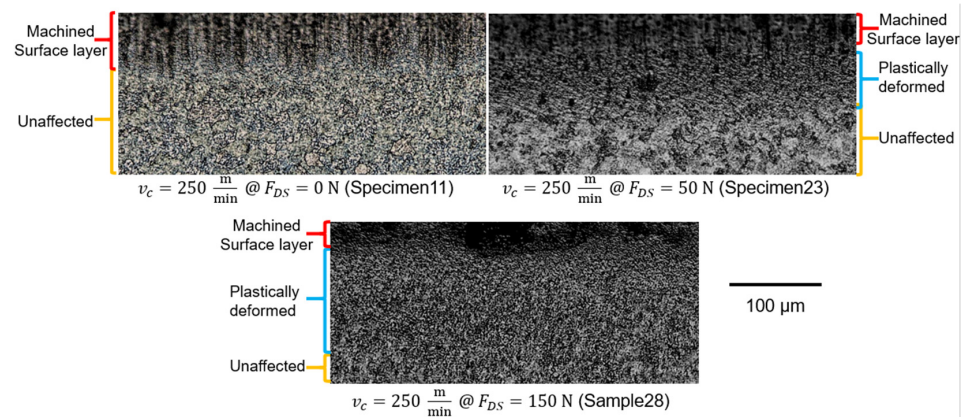 Machined
Surface layer
Unaffected
v_c = 250 m/min @ F_DS = 0 N (Specimen11)
Machined
Surface layer
Plastically
deformed
Unaffected
v_c = 250 m/min @ F_DS = 50 N (Specimen23)
Machined
Surface layer
Plastically
deformed
Unaffected
v_c = 250 m/min @ F_DS = 150 N (Sample28)
100 μm